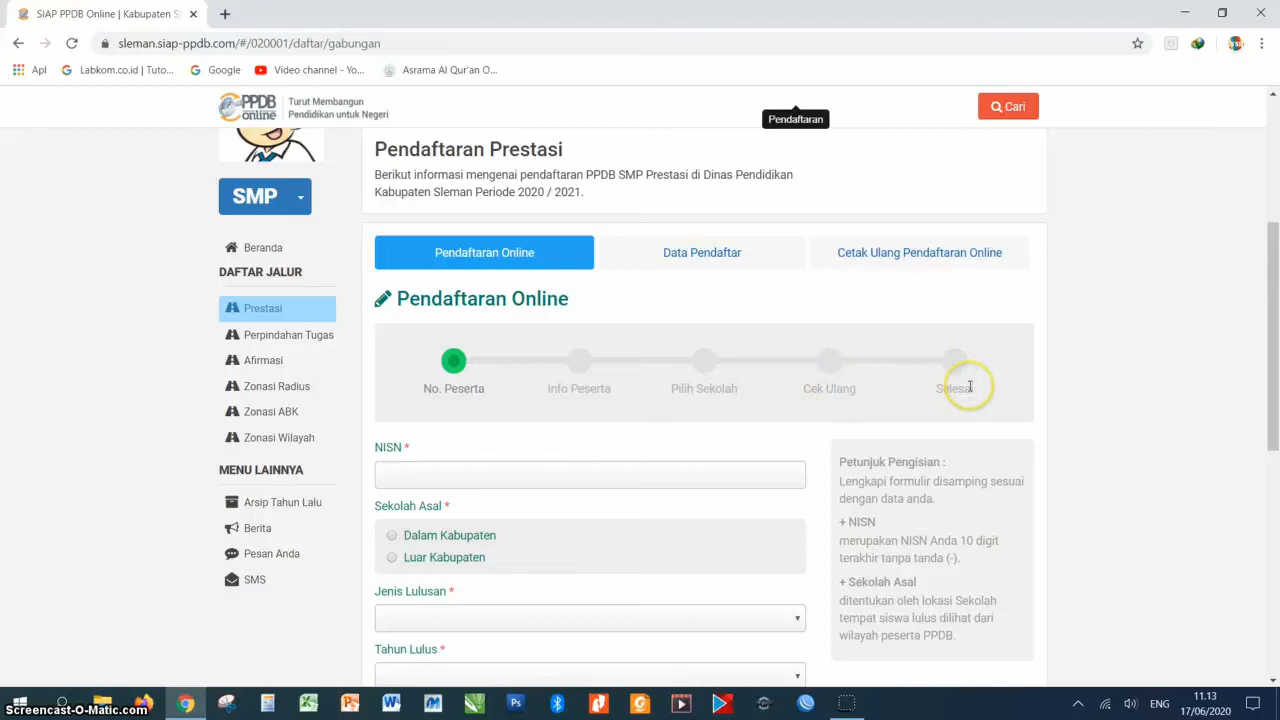 SIAP PPDB Online | Kabupaten S
sleman.siap-ppdb.com/#/020001/daftar/gabungan
Apl
Labkom.co.id | Tuto...
Google
Video channel - Yo...
Asrama Al Qur'an O...
PPDB online
Turut Membangun
Pendidikan untuk Negeri
Cari
Pendaftaran
SMP
Beranda
DAFTAR JALUR
Prestasi
Perpindahan Tugas
Afirmasi
Zonasi Radius
Zonasi ABK
Zonasi Wilayah
MENU LAINNYA
Arsip Tahun Lalu
Berita
Pesan Anda
SMS
Pendaftaran Prestasi
Berikut informasi mengenai pendaftaran PPDB SMP Prestasi di Dinas Pendidikan
Kabupaten Sleman Periode 2020 / 2021.
Pendaftaran Online
Data Pendaftar
Cetak Ulang Pendaftaran Online
Pendaftaran Online
No. Peserta
Info Peserta
Pilih Sekolah
Cek Ulang
Selesai
NISN *
Sekolah Asal *
Dalam Kabupaten
Luar Kabupaten
Jenis Lulusan *
Tahun Lulus *
Petunjuk Pengisian :
Lengkapi formulir disamping sesuai
dengan data anda.
+ NISN
merupakan NISN Anda 10 digit
terakhir tanpa tanda (-).
+ Sekolah Asal
ditentukan oleh lokasi Sekolah
tempat siswa lulus dilihat dari
wilayah peserta PPDB.
Screencast-O-Matic.com
ENG
11.13
17/06/2020